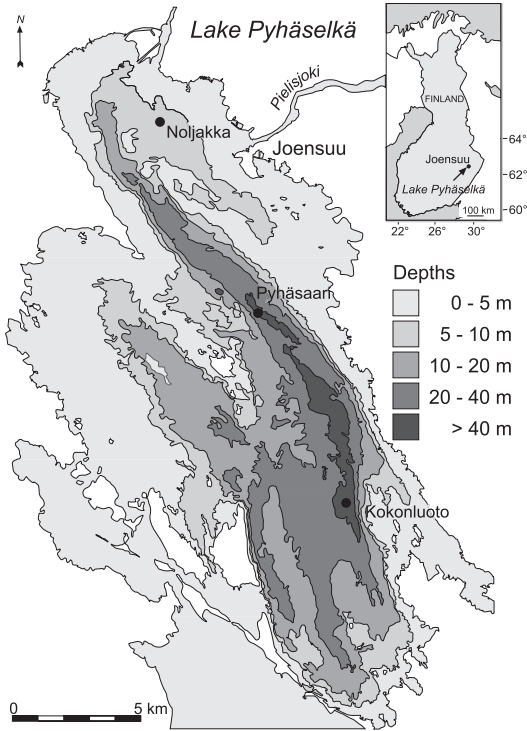 N
Lake Pyhäselkä
Pielisjoki
Noljakka
Joensuu
Pyhäsaari
Kokonluoto
0 5 km
FINLAND
Joensuu
Lake Pyhäselkä
100 km
64°
62°
60°
22° 26° 30°
Depths
0 - 5 m
5 - 10 m
10 - 20 m
20 - 40 m
> 40 m